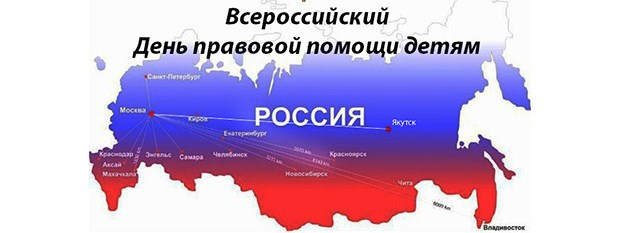 Всероссийский
День правовой помощи детям
Санкт-Петербург
Москва
Киров
РОССИЯ
Якутск
Екатеринбург
Краснодар
Энгельс
Самара
Челябинск
Красноярск
Аксай
Махачкала
Новосибирск
Чита
Владивосток